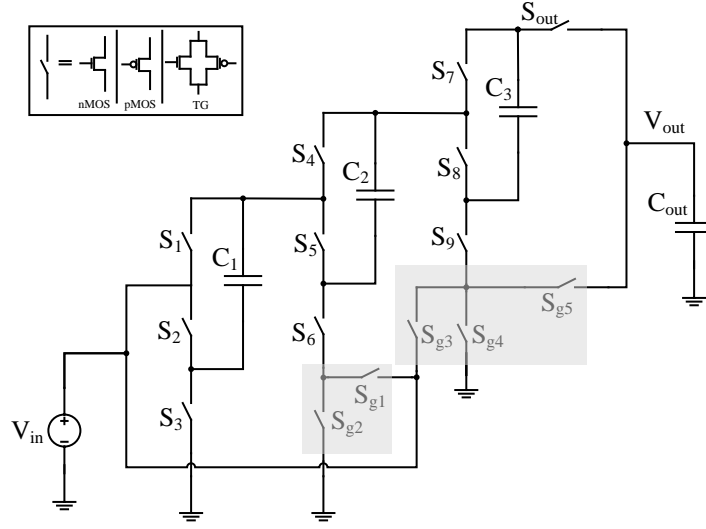 S_out
S_7
C_3
nMOS
pMOS
TG
V_out
S_4
C_2
S_8
C_out
S_1
C_1
S_5
S_9
S_g5
S_2
S_6
S_g3
S_g4
S_g1
S_3
S_g2
V_in